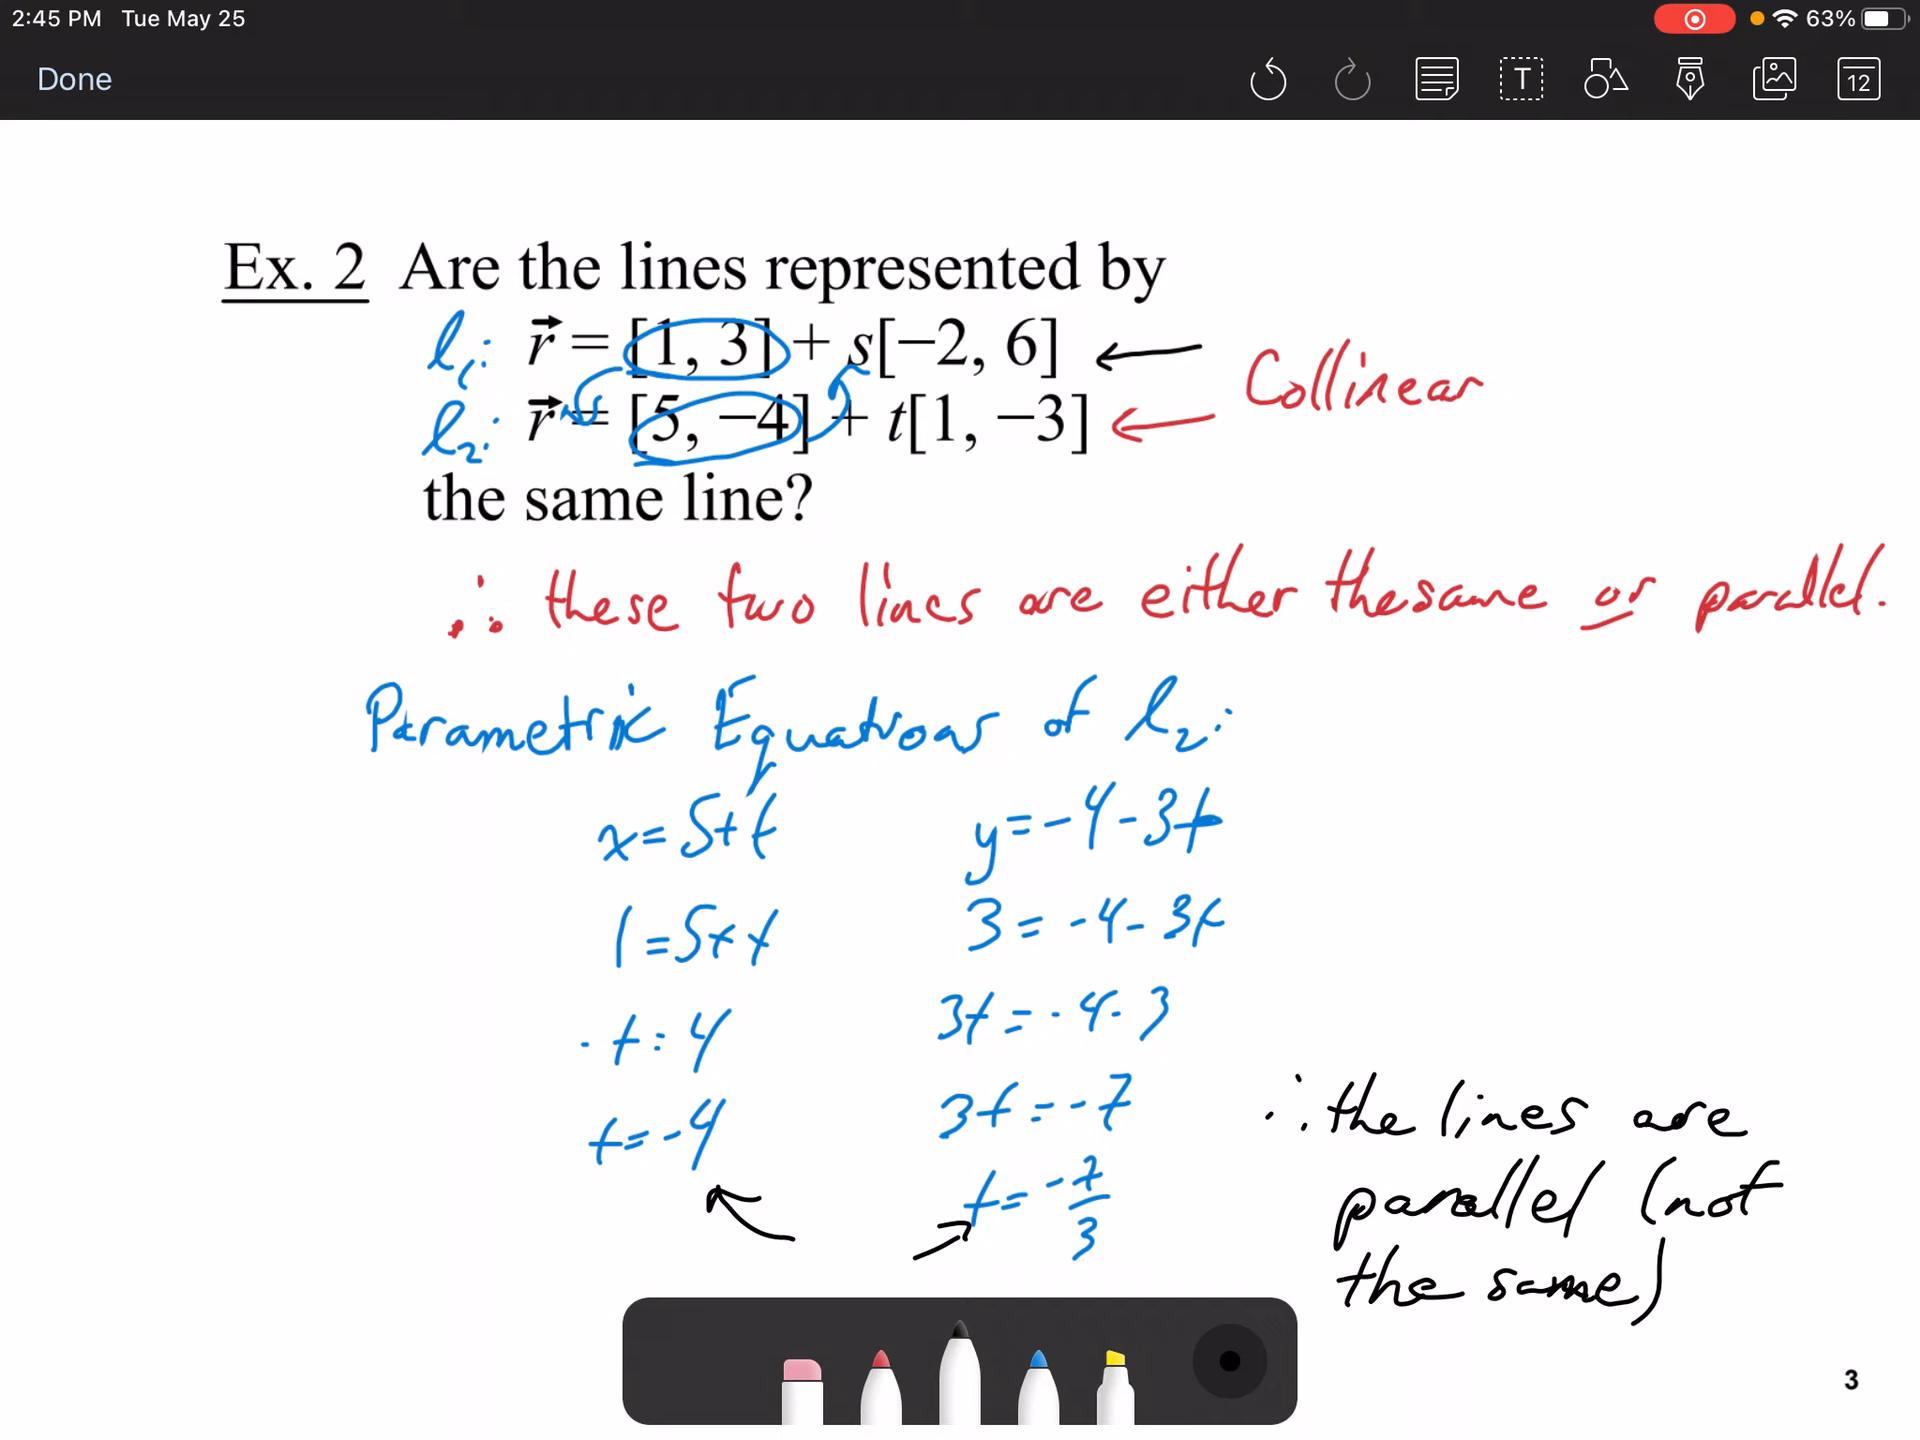 2:45 PM Tue May 25
63%
Done
T
12
Ex. 2 Are the lines represented by
l₁: r⃗ = [1, 3] + s[−2, 6]
Collinear
l₂: r⃗ = [5, −4] + t[1, −3]
the same line?
∴ these two lines are either the same or parallel.
Parametric Equations of l₂:
x=5+t y=-4-3t
1=5+t 3=-4-3t
-t=4 3t=-4-3
t=-4 3t=-7
t=-7/3
∴ the lines are
parallel (not
the same)
3